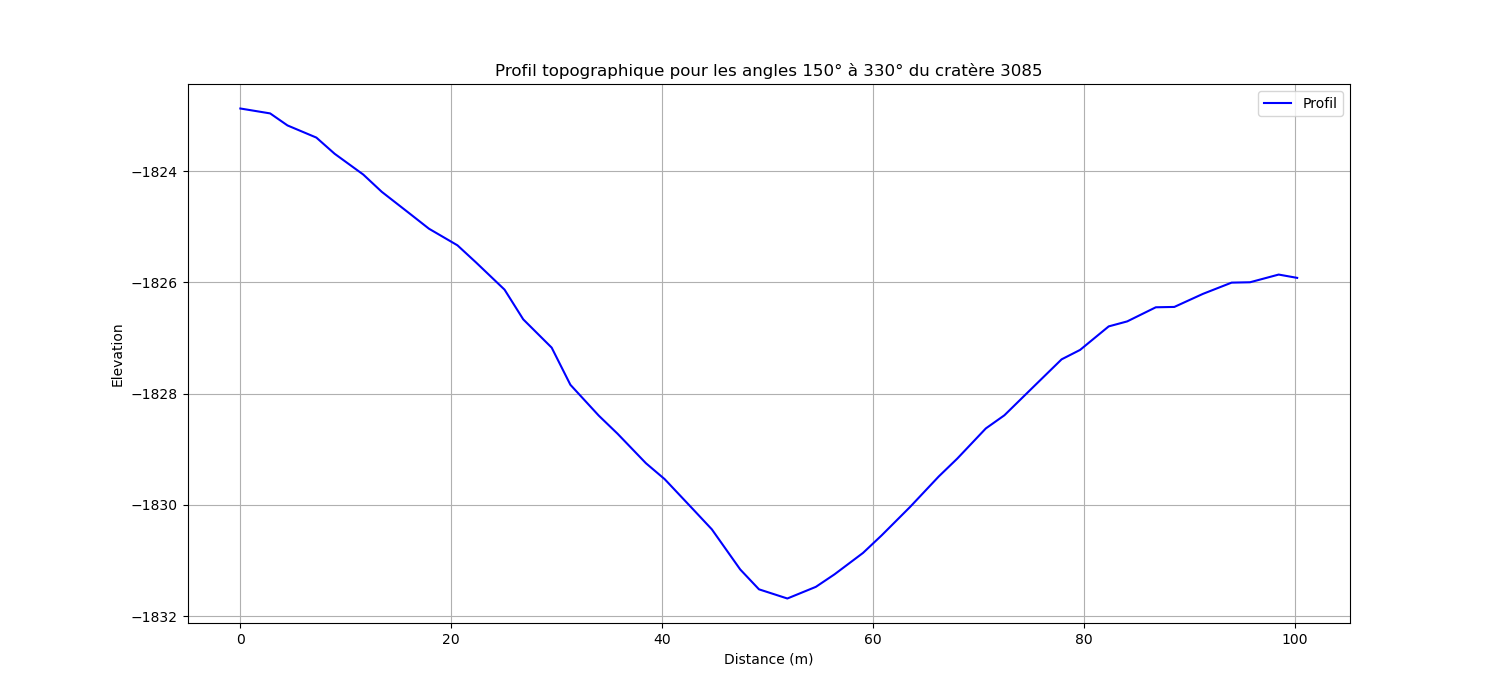 Profil topographique pour les angles 150° à 330° du cratère 3085
Profil
−1824
−1826
−1828
−1830
−1832
Elevation
0 20 40 60 80 100
Distance (m)